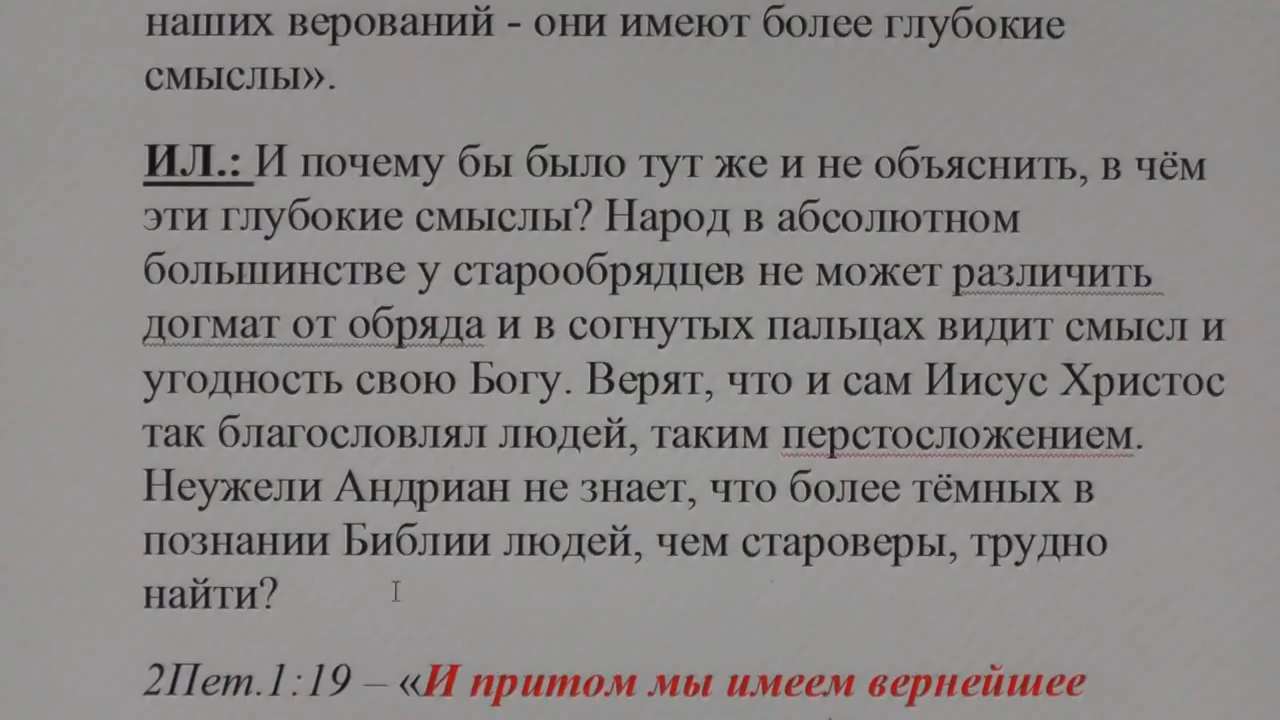 наших верований - они имеют более глубокие
смыслы».
И.Л.: И почему бы было тут же и не объяснить, в чём
эти глубокие смыслы? Народ в абсолютном
большинстве у старообрядцев не может различить
догмат от обряда и в согнутых пальцах видит смысл и
угодность свою Богу. Верят, что и сам Иисус Христос
так благословлял людей, таким перстосложением.
Неужели Андриан не знает, что более тёмных в
познании Библии людей, чем староверы, трудно
найти?
2Пет.1:19 – «И притом мы имеем вернейшее